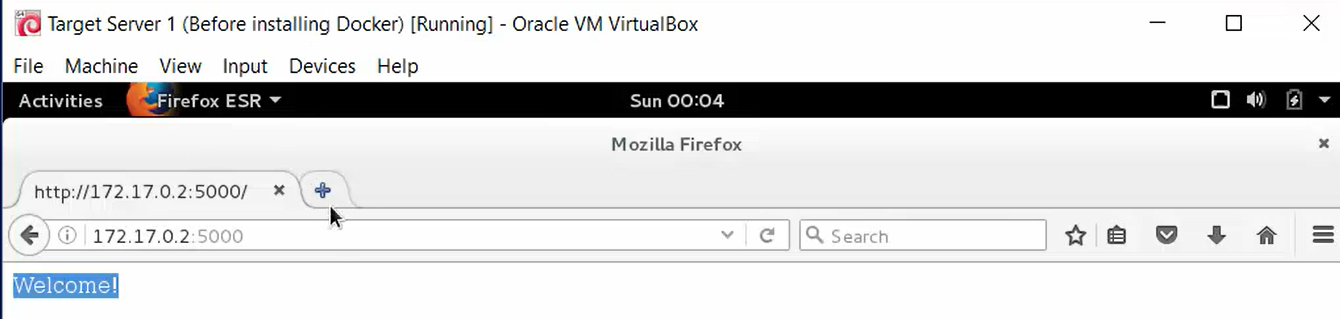 Target Server 1 (Before installing Docker) [Running] - Oracle VM VirtualBox
File Machine View Input Devices Help
Activities Firefox ESR Sun 00:04
Mozilla Firefox
http://172.17.0.2:5000/
172.17.0.2:5000 Search
Welcome!